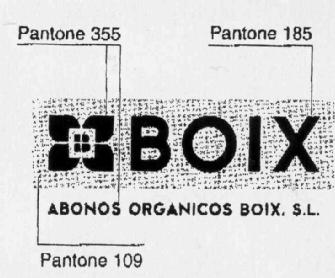 Pantone 355 Pantone 185
B BOIX
ABONOS ORGANICOS BOIX, S.L.
Pantone 109